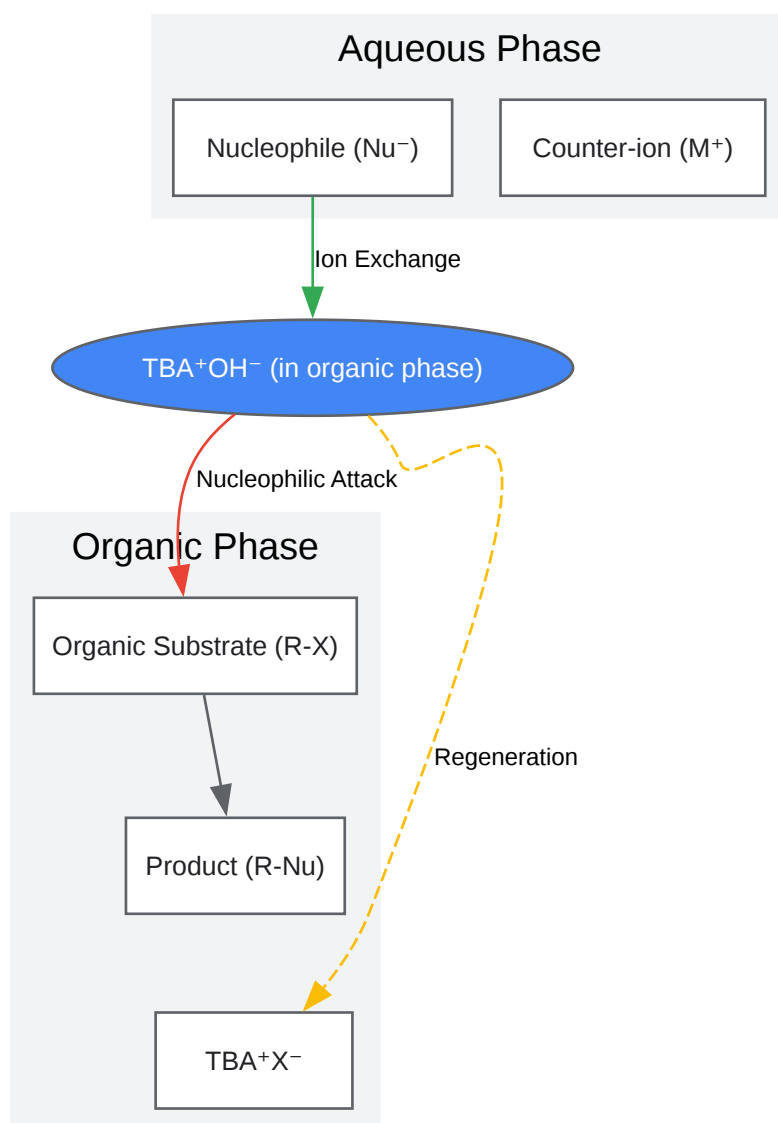 Aqueous Phase
Nucleophile (Nu⁻)
Counter-ion (M⁺)
Ion Exchange
TBA⁺OH⁻ (in organic phase)
Nucleophilic Attack
Organic Phase
Organic Substrate (R-X)
Regeneration
Product (R-Nu)
TBA⁺X⁻